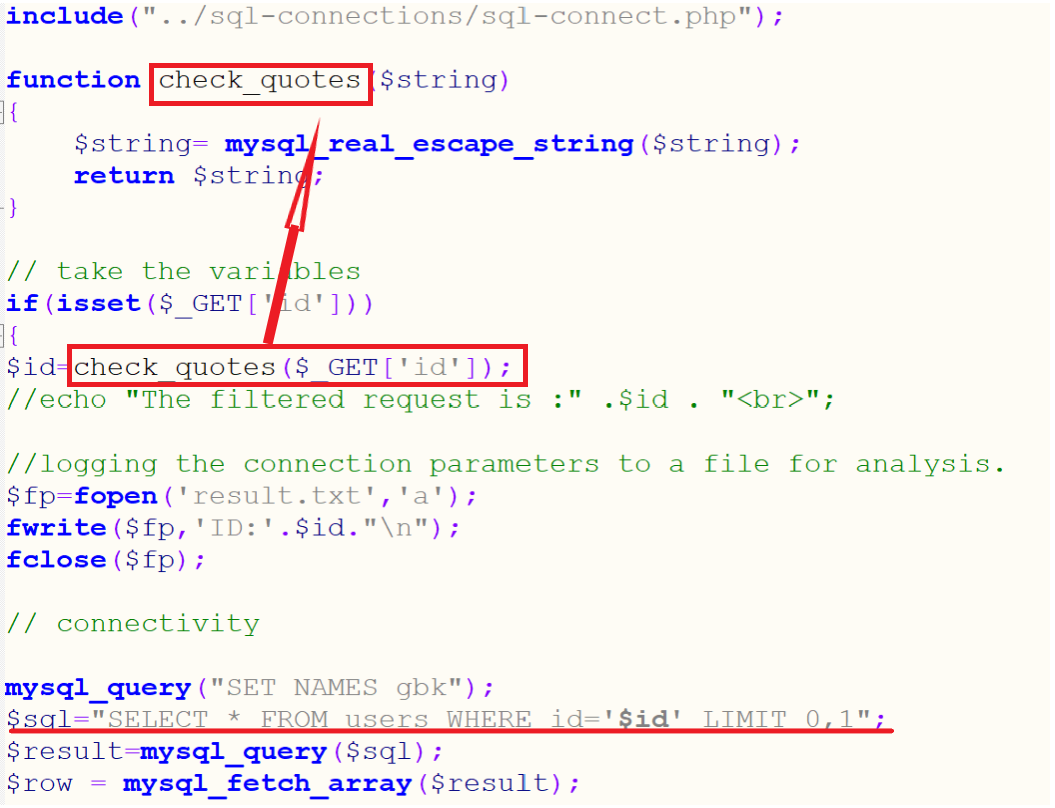 include("../sql-connections/sql-connect.php");
function check_quotes($string)
{
$string= mysql_real_escape_string($string);
return $string;
}
// take the variables
if(isset($_GET['id']))
{
$id=check_quotes($_GET['id']);
//echo "The filtered request is :" .$id . "<br>";
//logging the connection parameters to a file for analysis.
$fp=fopen('result.txt','a');
fwrite($fp,'ID:'.$id."\n");
fclose($fp);
// connectivity
mysql_query("SET NAMES gbk");
$sql="SELECT * FROM users WHERE id='$id' LIMIT 0,1";
$result=mysql_query($sql);
$row = mysql_fetch_array($result);